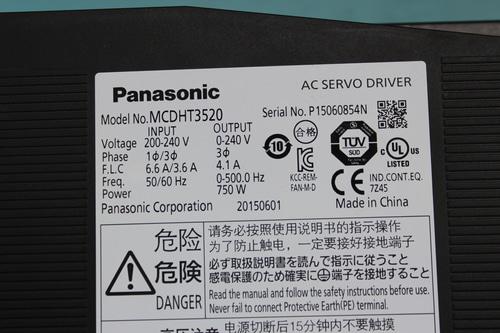 Panasonic
AC SERVO DRIVER
Model No.MCDHT3520
Serial No. P15060854N
INPUT OUTPUT
Voltage 200-240 V 0-240 V
Phase 1ϕ/3ϕ 3ϕ
F.L.C 6.6 A/3.6 A 4.1 A
Freq. 50/60 Hz 0-500.0 Hz
Power 750 W
10
合格
KCC-REM-
FAN-M-D
TÜV
SÜD
C UL US
LISTED
CE IND.CONT.EQ.
7Z45
Panasonic Corporation 20150601
Made in China
危险
请务必按照使用说明书的指示操作
为了防止触电，一定要接好接地端子
危険
必ず取扱説明書を読んで指示に従うこと
感電保護のため確実に⏚端子を接地すること
DANGER
Read the manual and follow the safety instructions before use.
Never fail to connect Protective Earth(PE) terminal.
高压注意
电源切断后15分钟内不要触摸